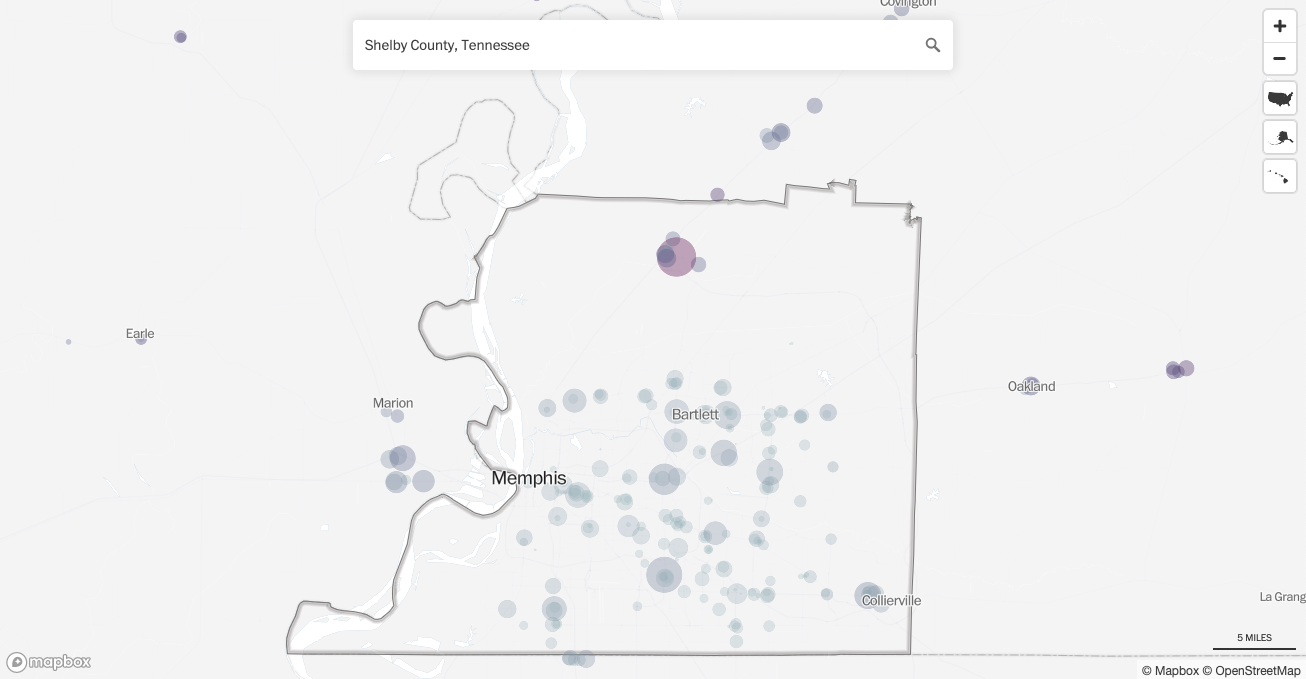 Covington
Shelby County, Tennessee
Earle
Marion
Oakland
Bartlett
Memphis
Collierville
La Grang
5 MILES
mapbox
© Mapbox © OpenStreetMap